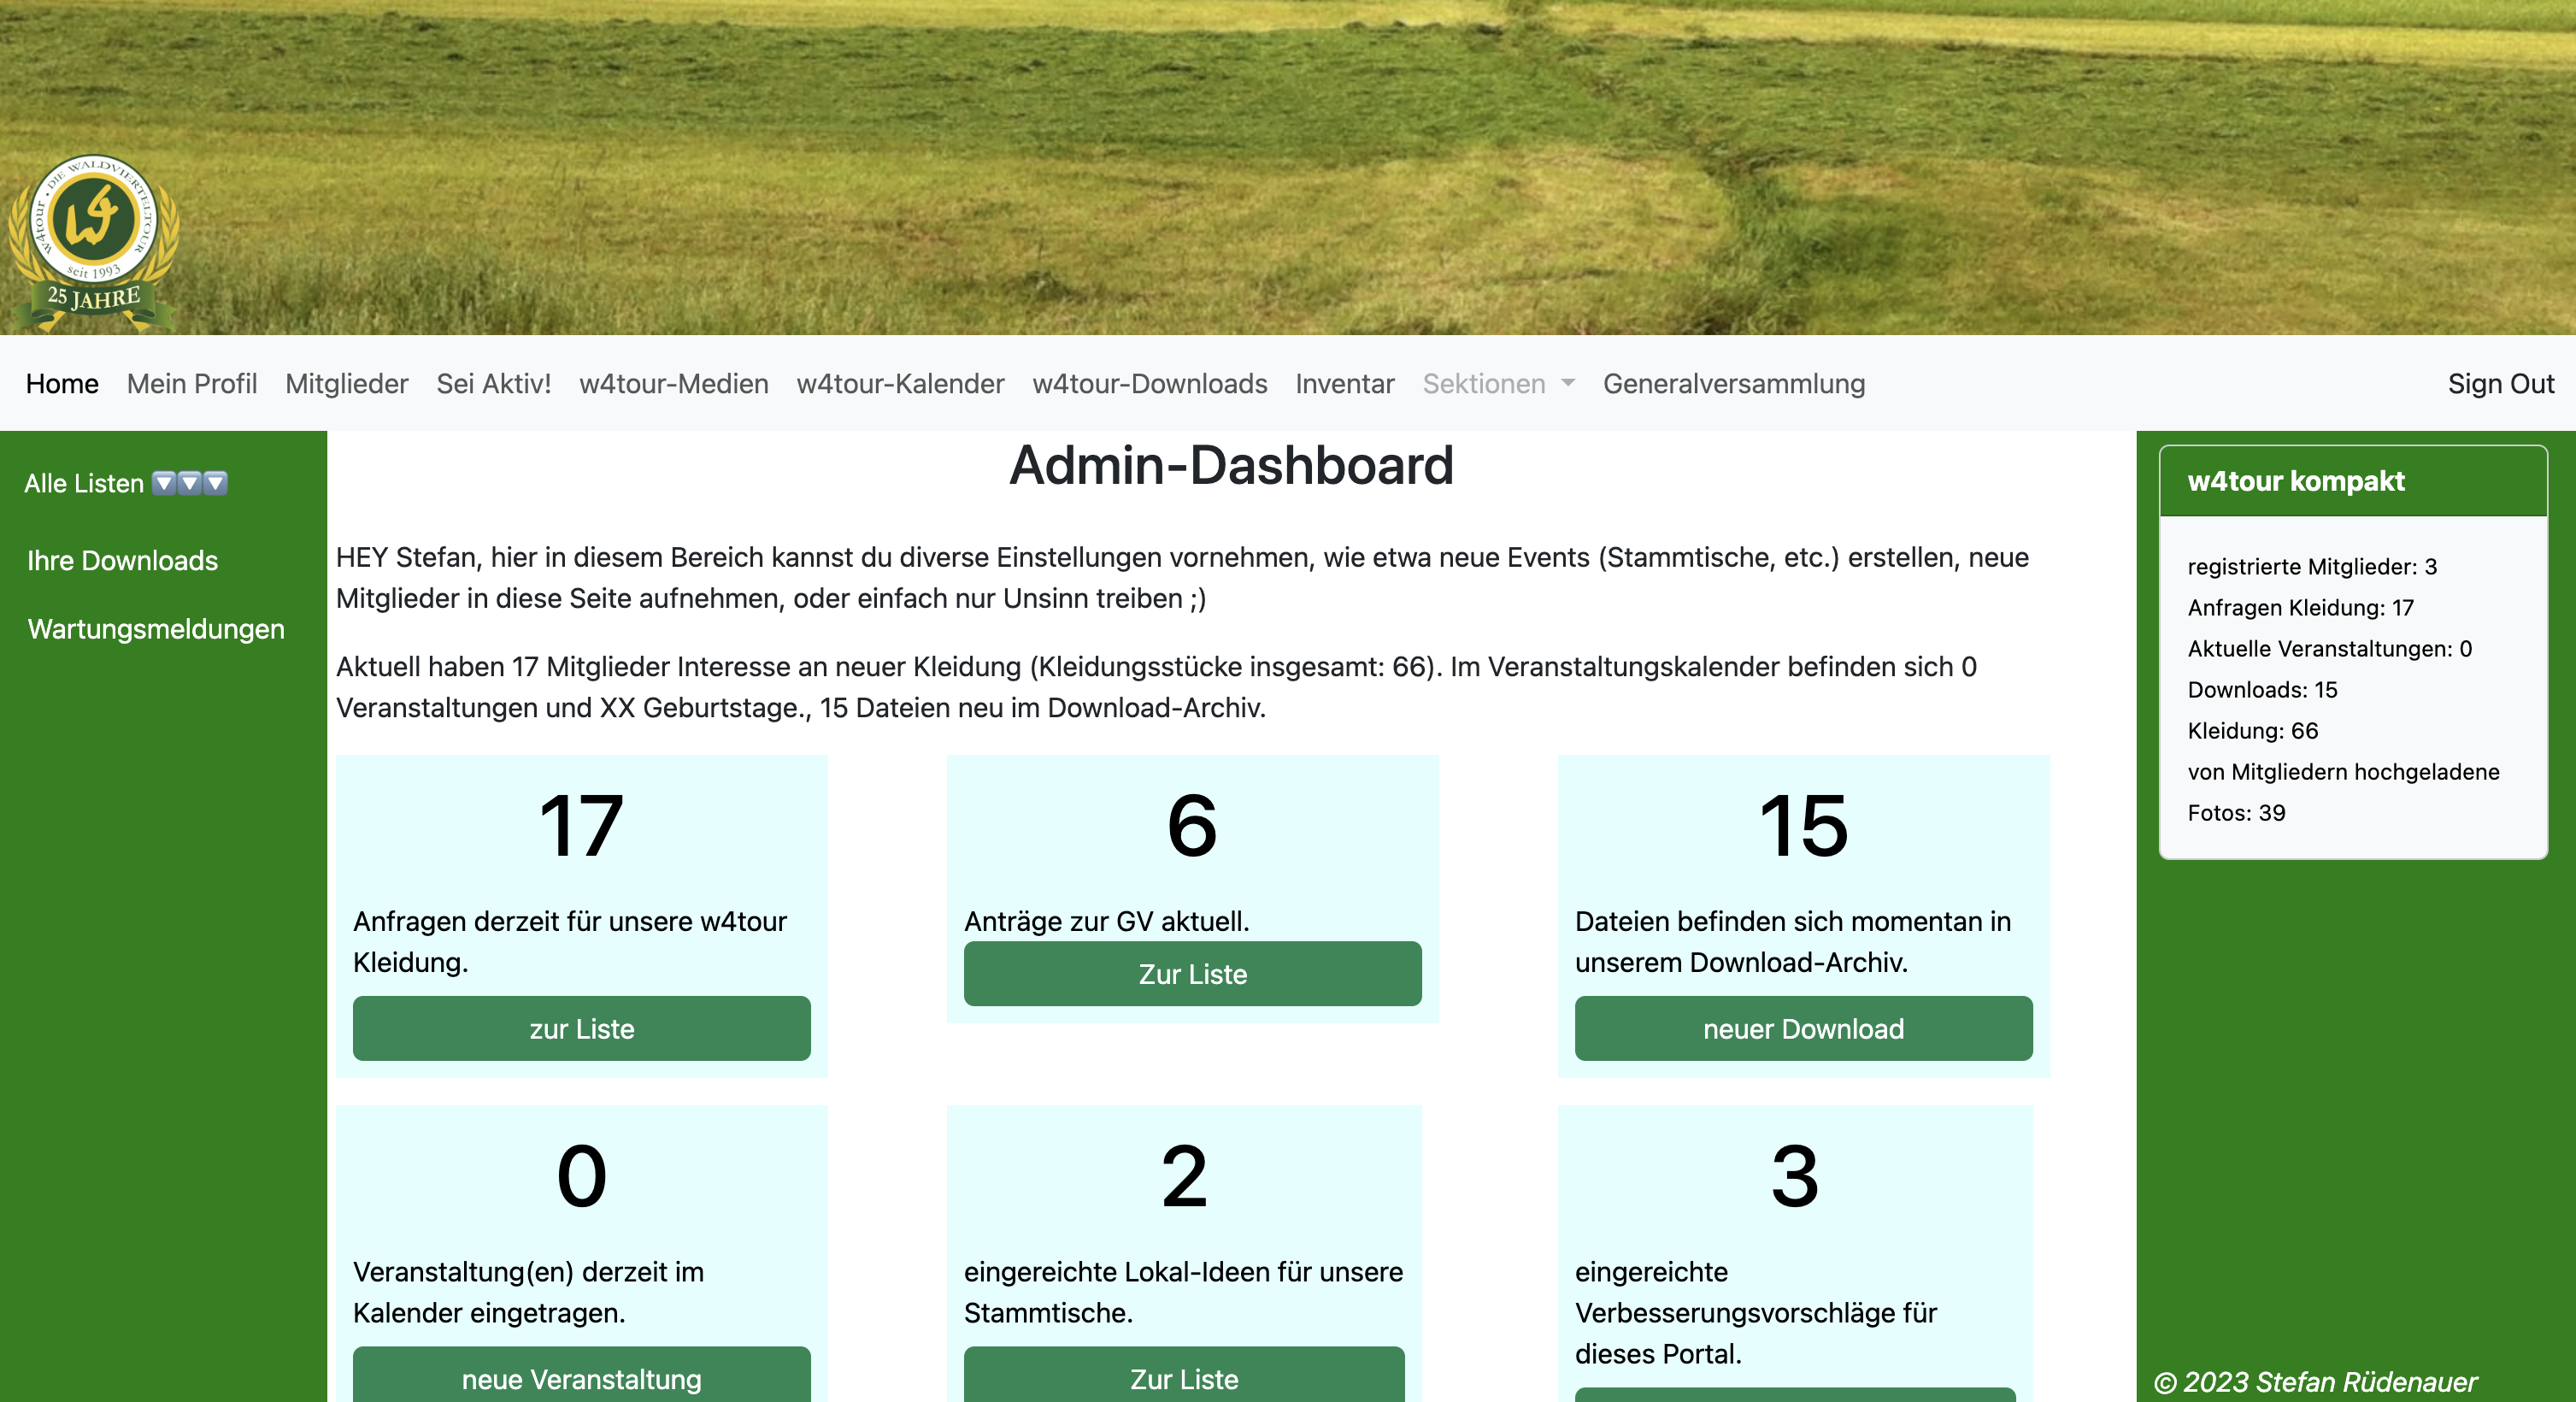 w4tour · DIE WALDVIERTELTOUR
W4
seit 1993
25 JAHRE
Home Mein Profil Mitglieder Sei Aktiv! w4tour-Medien w4tour-Kalender w4tour-Downloads Inventar Sektionen Generalversammlung Sign Out
Alle Listen
Ihre Downloads
Wartungsmeldungen
Admin-Dashboard
HEY Stefan, hier in diesem Bereich kannst du diverse Einstellungen vornehmen, wie etwa neue Events (Stammtische, etc.) erstellen, neue
Mitglieder in diese Seite aufnehmen, oder einfach nur Unsinn treiben ;)
Aktuell haben 17 Mitglieder Interesse an neuer Kleidung (Kleidungsstücke insgesamt: 66). Im Veranstaltungskalender befinden sich 0
Veranstaltungen und XX Geburtstage., 15 Dateien neu im Download-Archiv.
17
Anfragen derzeit für unsere w4tour
Kleidung.
zur Liste
6
Anträge zur GV aktuell.
Zur Liste
15
Dateien befinden sich momentan in
unserem Download-Archiv.
neuer Download
0
Veranstaltung(en) derzeit im
Kalender eingetragen.
neue Veranstaltung
2
eingereichte Lokal-Ideen für unsere
Stammtische.
Zur Liste
3
eingereichte
Verbesserungsvorschläge für
dieses Portal.
w4tour kompakt
registrierte Mitglieder: 3
Anfragen Kleidung: 17
Aktuelle Veranstaltungen: 0
Downloads: 15
Kleidung: 66
von Mitgliedern hochgeladene
Fotos: 39
© 2023 Stefan Rüdenauer